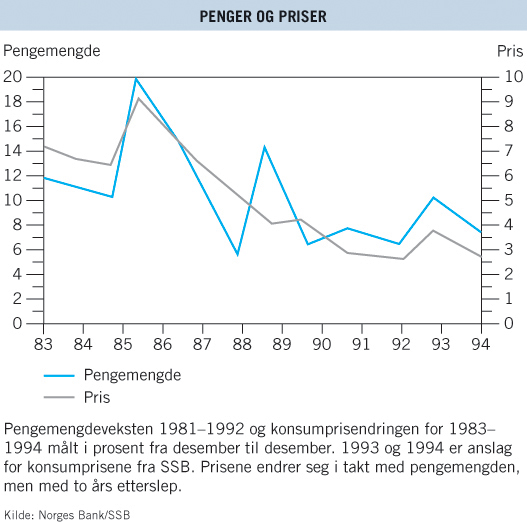 PENGER OG PRISER
Pengemengde Pris
20 10
18 9
16 8
14 7
12 6
10 5
8 4
6 3
4 2
2 1
0 0
83 84 85 86 87 88 89 90 91 92 93 94
Pengemengde
Pris
Pengemengdeveksten 1981–1992 og konsumprisendringen for 1983–
1994 målt i prosent fra desember til desember. 1993 og 1994 er anslag
for konsumprisene fra SSB. Prisene endrer seg i takt med pengemengden,
men med to års etterslep.
Kilde: Norges Bank/SSB